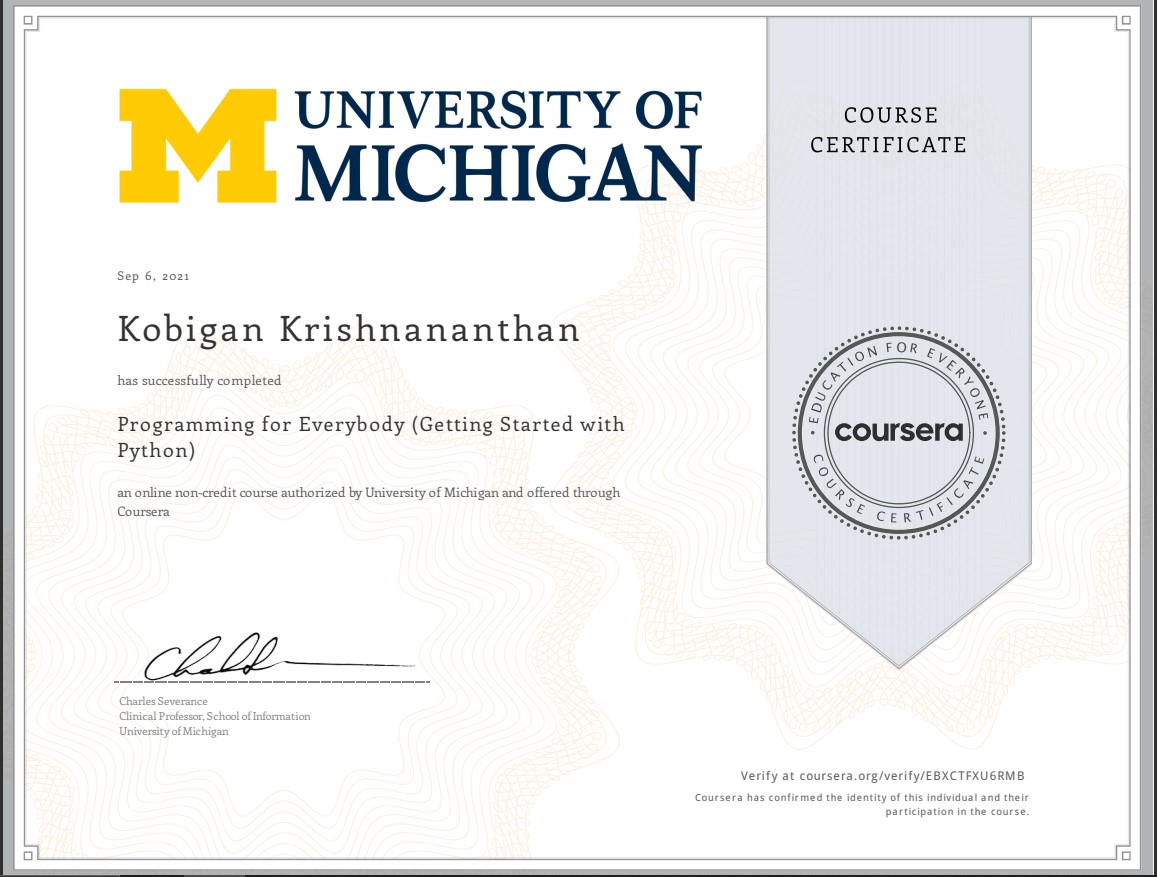 UNIVERSITY OF
MICHIGAN
COURSE
CERTIFICATE
Sep 6, 2021
Kobigan Krishnananthan
has successfully completed
Programming for Everybody (Getting Started with
Python)
an online non-credit course authorized by University of Michigan and offered through
Coursera
EDUCATION FOR EVERYONE
coursera
COURSE CERTIFICATE
Charles Severance
Clinical Professor, School of Information
University of Michigan
Verify at coursera.org/verify/EBXCTFXU6RMB
Coursera has confirmed the identity of this individual and their
participation in the course.